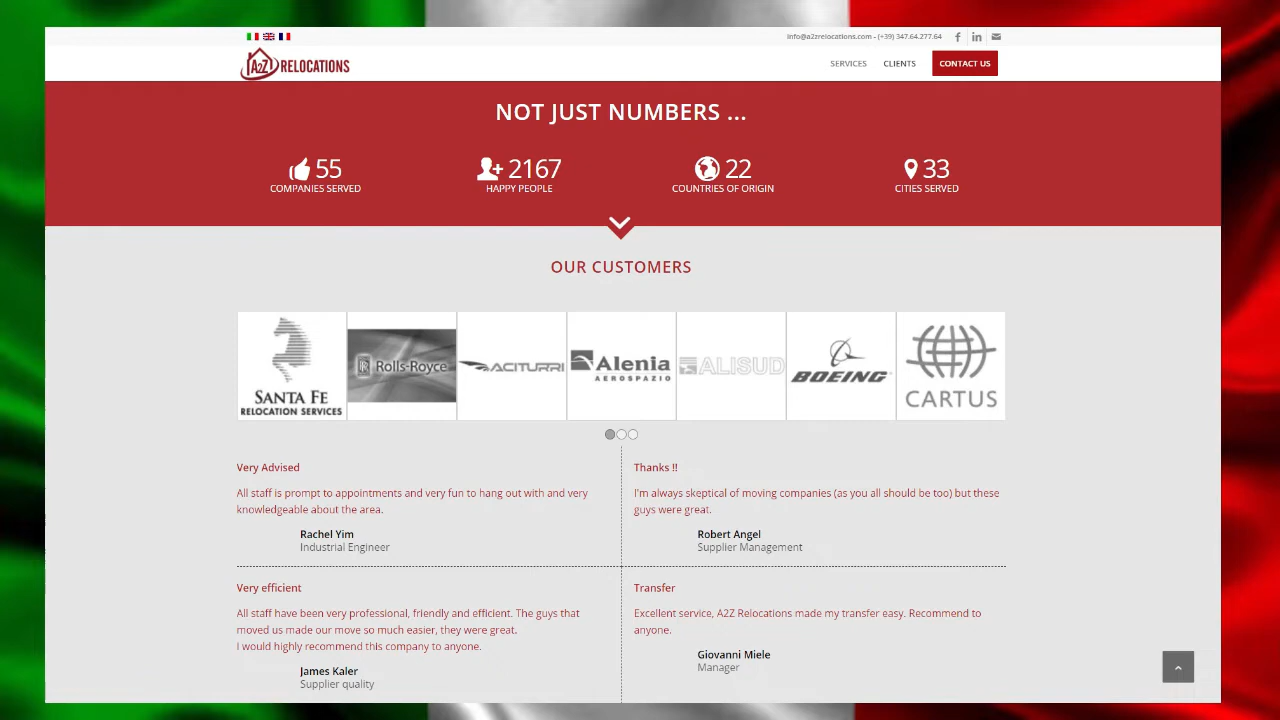 info@a2zrelocations.com - (+39) 347.64.277.64
A2Z RELOCATIONS
SERVICES
CLIENTS
CONTACT US
NOT JUST NUMBERS ...
55
COMPANIES SERVED
2167
HAPPY PEOPLE
22
COUNTRIES OF ORIGIN
33
CITIES SERVED
OUR CUSTOMERS
SANTA FE
RELOCATION SERVICES
Rolls-Royce
ACITURRI
Alenia
AEROSPAZIO
ALISUD
BOEING
CARTUS
Very Advised
All staff is prompt to appointments and very fun to hang out with and very
knowledgeable about the area.
Rachel Yim
Industrial Engineer
Thanks !!
I'm always skeptical of moving companies (as you all should be too) but these
guys were great.
Robert Angel
Supplier Management
Very efficient
All staff have been very professional, friendly and efficient. The guys that
moved us made our move so much easier, they were great.
I would highly recommend this company to anyone.
James Kaler
Supplier quality
Transfer
Excellent service, A2Z Relocations made my transfer easy. Recommend to
anyone.
Giovanni Miele
Manager